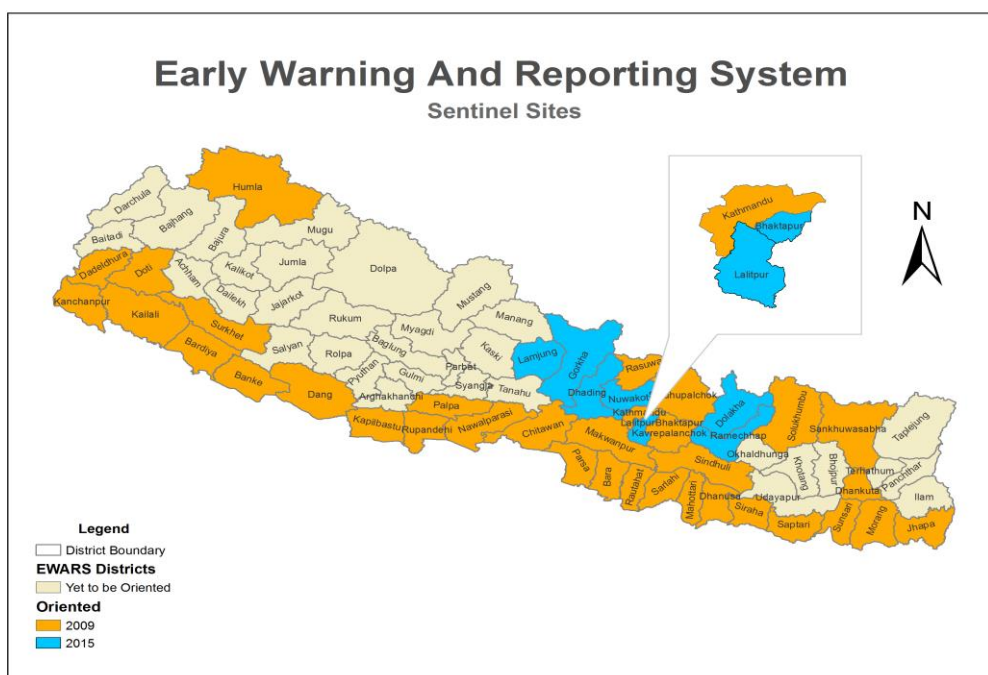 Early Warning And Reporting System
Sentinel Sites
N
Kathmandu
Bhaktapur
Lalitpur
Humla
Darchula
Bajhang
Mugu
Baitadi
Bajura
Jumla
Dolpa
Dadeldhura
Doti
Achham
Kalikot
Mustang
Kanchanpur
Kailali
Dailekh
Jajarkot
Manang
Surkhet
Rukum
Myagdi
Bardiya
Salyan
Rolpa
Baglung
Kaski
Lamjung
Gorkha
Rasuwa
Banke
Pyuthan
Gulmi
Parbat
Syangja
Tanahu
Dhading
Nuwakot
hupalchok
Dolakha
Solukhumbu
Sankhuwasabha
Taplejung
Dang
Arghakhanchi
Palpa
Kathmandu
Kapilbastu
Rupandehi
Nawalparasi
Chitawan
Makwanpur
Lalitpur
Bhaktapur
Kavrepalanchok
Ramechhap
Okhaldhunga
Khotang
Bhojpur
Terhathum
Panchthar
Parsa
Bara
Rautahat
Sarlahi
Mahottari
Sindhuli
Dhanusa
Siraha
Udayapur
Dhankuta
Ilam
Saptari
Sunsari
Morang
Jhapa
Legend
District Boundary
EWARS Districts
Yet to be Oriented
Oriented
2009
2015